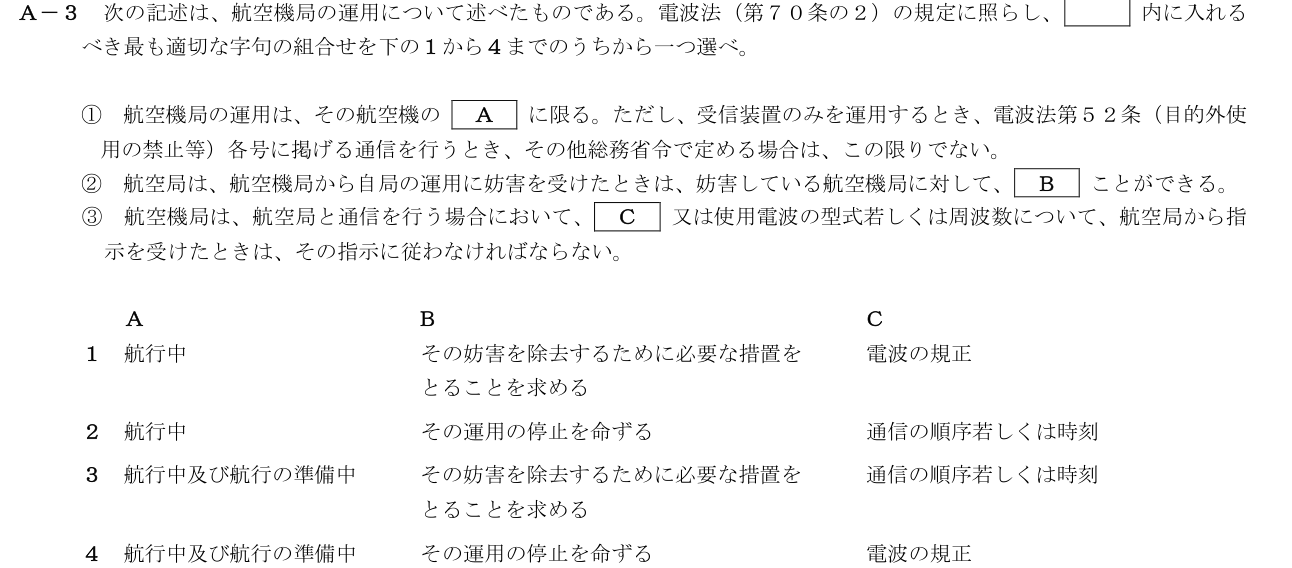 A－3　次の記述は、航空機局の運用について述べたものである。電波法（第７０条の２）の規定に照らし、　　　内に入れる
べき最も適切な字句の組合せを下の1から4までのうちから一つ選べ。
①　航空機局の運用は、その航空機の A に限る。ただし、受信装置のみを運用するとき、電波法第５２条（目的外使
用の禁止等）各号に掲げる通信を行うとき、その他総務省令で定める場合は、この限りでない。
②　航空局は、航空機局から自局の運用に妨害を受けたときは、妨害している航空機局に対して、 B ことができる。
③　航空機局は、航空局と通信を行う場合において、 C 又は使用電波の型式若しくは周波数について、航空局から指
示を受けたときは、その指示に従わなければならない。
A　B　C
1　航行中　その妨害を除去するために必要な措置を　電波の規正
とることを求める
2　航行中　その運用の停止を命ずる　通信の順序若しくは時刻
3　航行中及び航行の準備中　その妨害を除去するために必要な措置を　通信の順序若しくは時刻
とることを求める
4　航行中及び航行の準備中　その運用の停止を命ずる　電波の規正